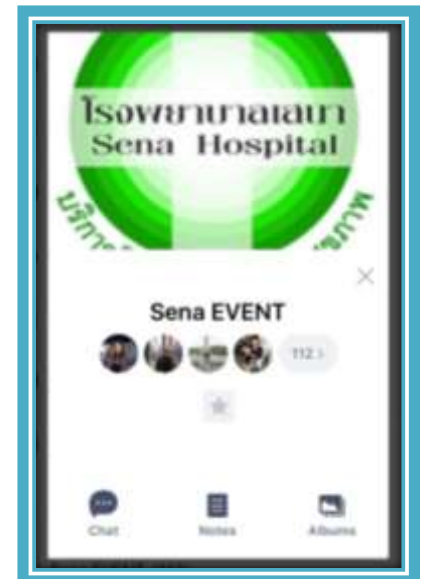 โรงพยาบาลเสนา
Sena Hospital
Sena EVENT
112 >
Chat
Notes
Albums